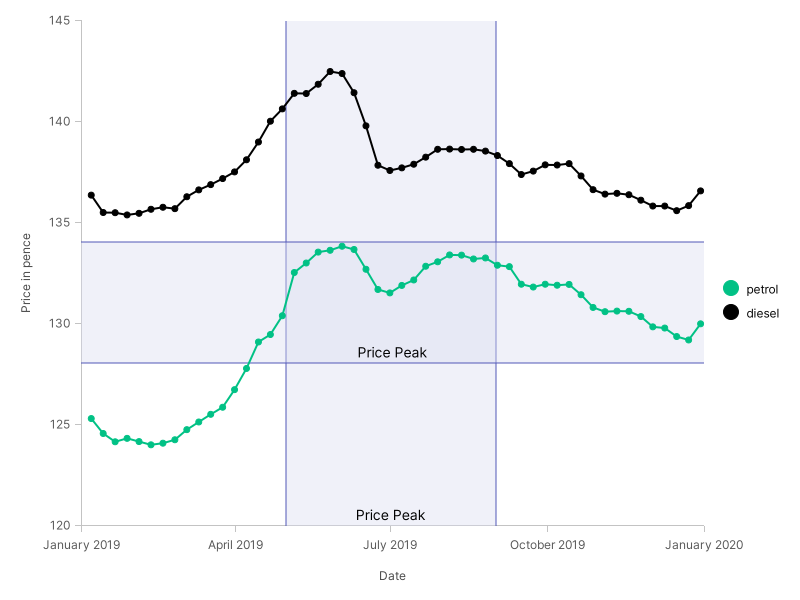 145
140
135
130
125
120
Price in pence
Price Peak
Price Peak
January 2019
April 2019
July 2019
October 2019
January 2020
Date
petrol
diesel